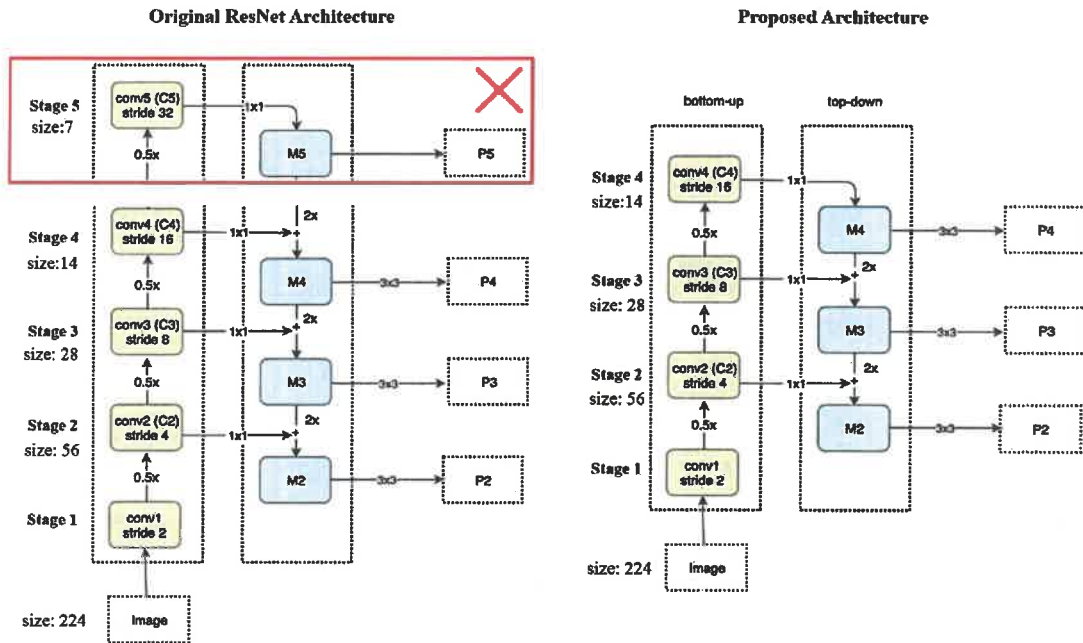 Original ResNet Architecture
Stage 5
size:7
conv5 (C5)
stride 32
1x1
0.5x
M5
P5
Stage 4
size:14
conv4 (C4)
stride 16
1x1
2x
+
0.5x
M4
3x3
P4
Stage 3
size: 28
conv3 (C3)
stride 8
1x1
2x
+
0.5x
M3
3x3
P3
Stage 2
size: 56
conv2 (C2)
stride 4
1x1
2x
+
0.5x
M2
3x3
P2
Stage 1
conv1
stride 2
size: 224
Image
Proposed Architecture
bottom-up
top-down
Stage 4
size:14
conv4 (C4)
stride 16
1x1
0.5x
M4
3x3
P4
Stage 3
size: 28
conv3 (C3)
stride 8
1x1
2x
+
0.5x
M3
3x3
P3
Stage 2
size: 56
conv2 (C2)
stride 4
1x1
2x
+
0.5x
M2
3x3
P2
Stage 1
conv1
stride 2
size: 224
Image